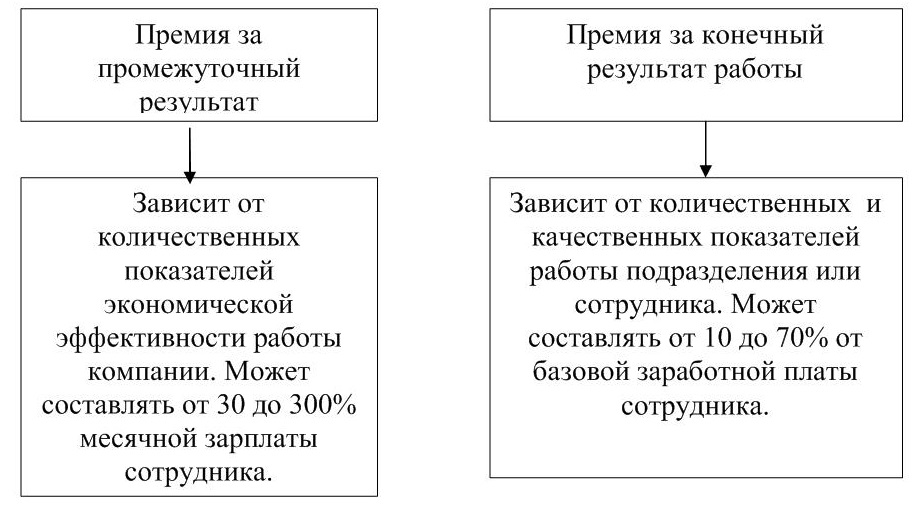 Премия за
промежуточный
результат
Премия за конечный
результат работы
Зависит от
количественных
показателей
экономической
эффективности работы
компании. Может
составлять от 30 до 300%
месячной зарплаты
сотрудника.
Зависит от количественных и
качественных показателей
работы подразделения или
сотрудника. Может
составлять от 10 до 70% от
базовой заработной платы
сотрудника.